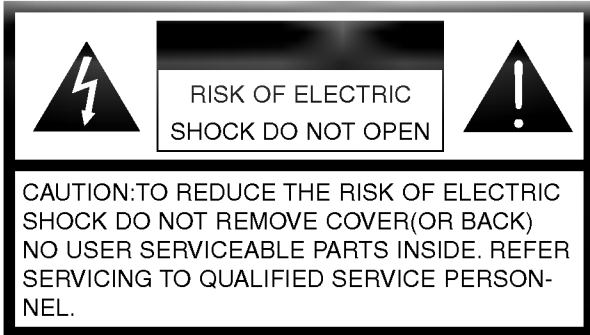 RISK OF ELECTRIC
SHOCK DO NOT OPEN
CAUTION:TO REDUCE THE RISK OF ELECTRIC
SHOCK DO NOT REMOVE COVER(OR BACK)
NO USER SERVICEABLE PARTS INSIDE. REFER
SERVICING TO QUALIFIED SERVICE PERSON-
NEL.